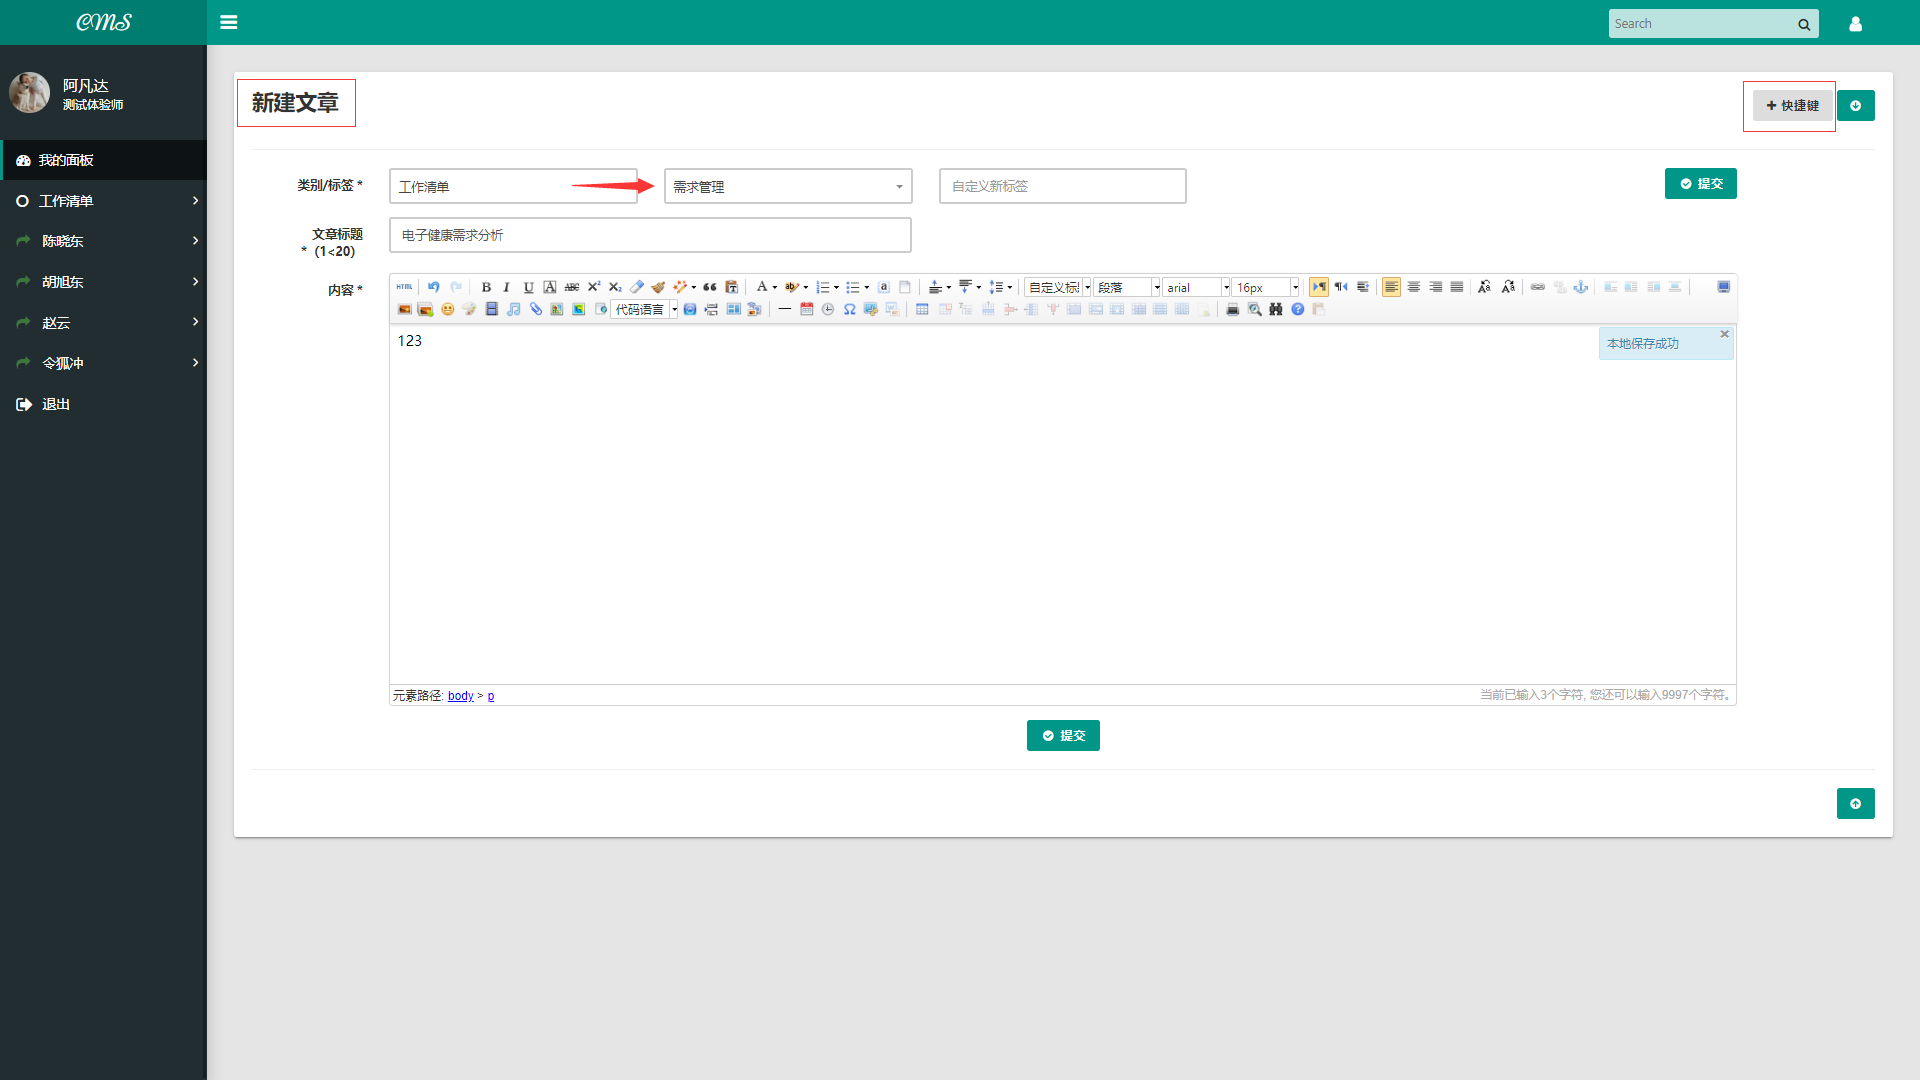 CMS
Search
阿凡达
测试体验师
我的面板
工作清单
陈晓东
胡旭东
赵云
令狐冲
退出
新建文章
快捷键
类别/标签 *
工作清单
需求管理
自定义新标签
提交
文章标题
* (1<20)
电子健康需求分析
内容 *
HTML
自定义标
段落
arial
16px
代码语言
123
本地保存成功
元素路径: body > p
当前已输入3个字符, 您还可以输入9997个字符。
提交